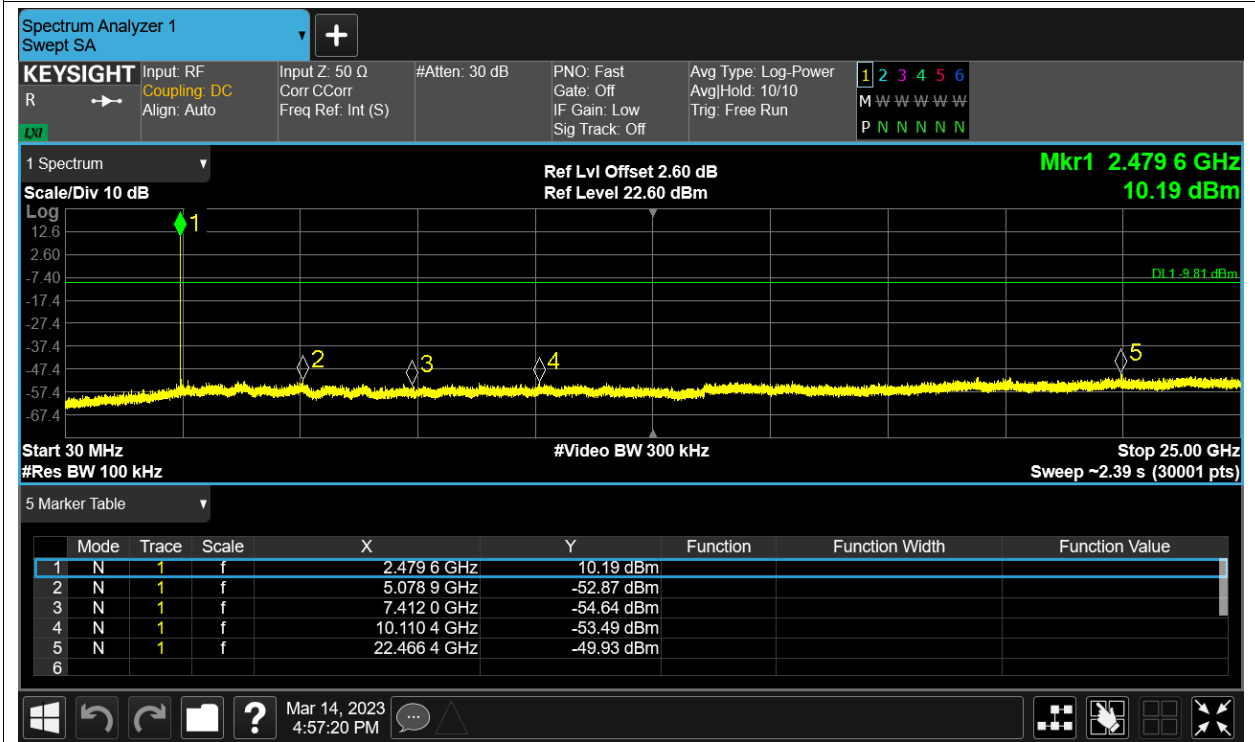 Spectrum Analyzer 1
Swept SA
+
KEYSIGHT
R
LXI
Input: RF
Coupling: DC
Align: Auto
Input Z: 50 Ω
Corr CCorr
Freq Ref: Int (S)
#Atten: 30 dB
PNO: Fast
Gate: Off
IF Gain: Low
Sig Track: Off
Avg Type: Log-Power
Avg|Hold: 10/10
Trig: Free Run
1 2 3 4 5 6
M W W W W W
P N N N N N
1 Spectrum
Scale/Div 10 dB
Ref Lvl Offset 2.60 dB
Ref Level 22.60 dBm
Mkr1 2.479 6 GHz
10.19 dBm
Log
12.6
2.60
-7.40
-17.4
-27.4
-37.4
-47.4
-57.4
-67.4
1
2
3
4
5
DL1 -9.81 dBm
Start 30 MHz
#Res BW 100 kHz
#Video BW 300 kHz
Stop 25.00 GHz
Sweep ~2.39 s (30001 pts)
5 Marker Table
Mode Trace Scale X Y Function Function Width Function Value
1 N 1 f 2.479 6 GHz 10.19 dBm
2 N 1 f 5.078 9 GHz -52.87 dBm
3 N 1 f 7.412 0 GHz -54.64 dBm
4 N 1 f 10.110 4 GHz -53.49 dBm
5 N 1 f 22.466 4 GHz -49.93 dBm
6
?
Mar 14, 2023
4:57:20 PM